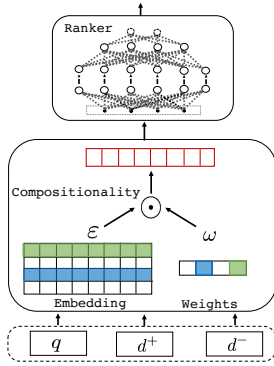 Ranker
Compositionality
ε ω
Embedding Weights
q d⁺ d⁻